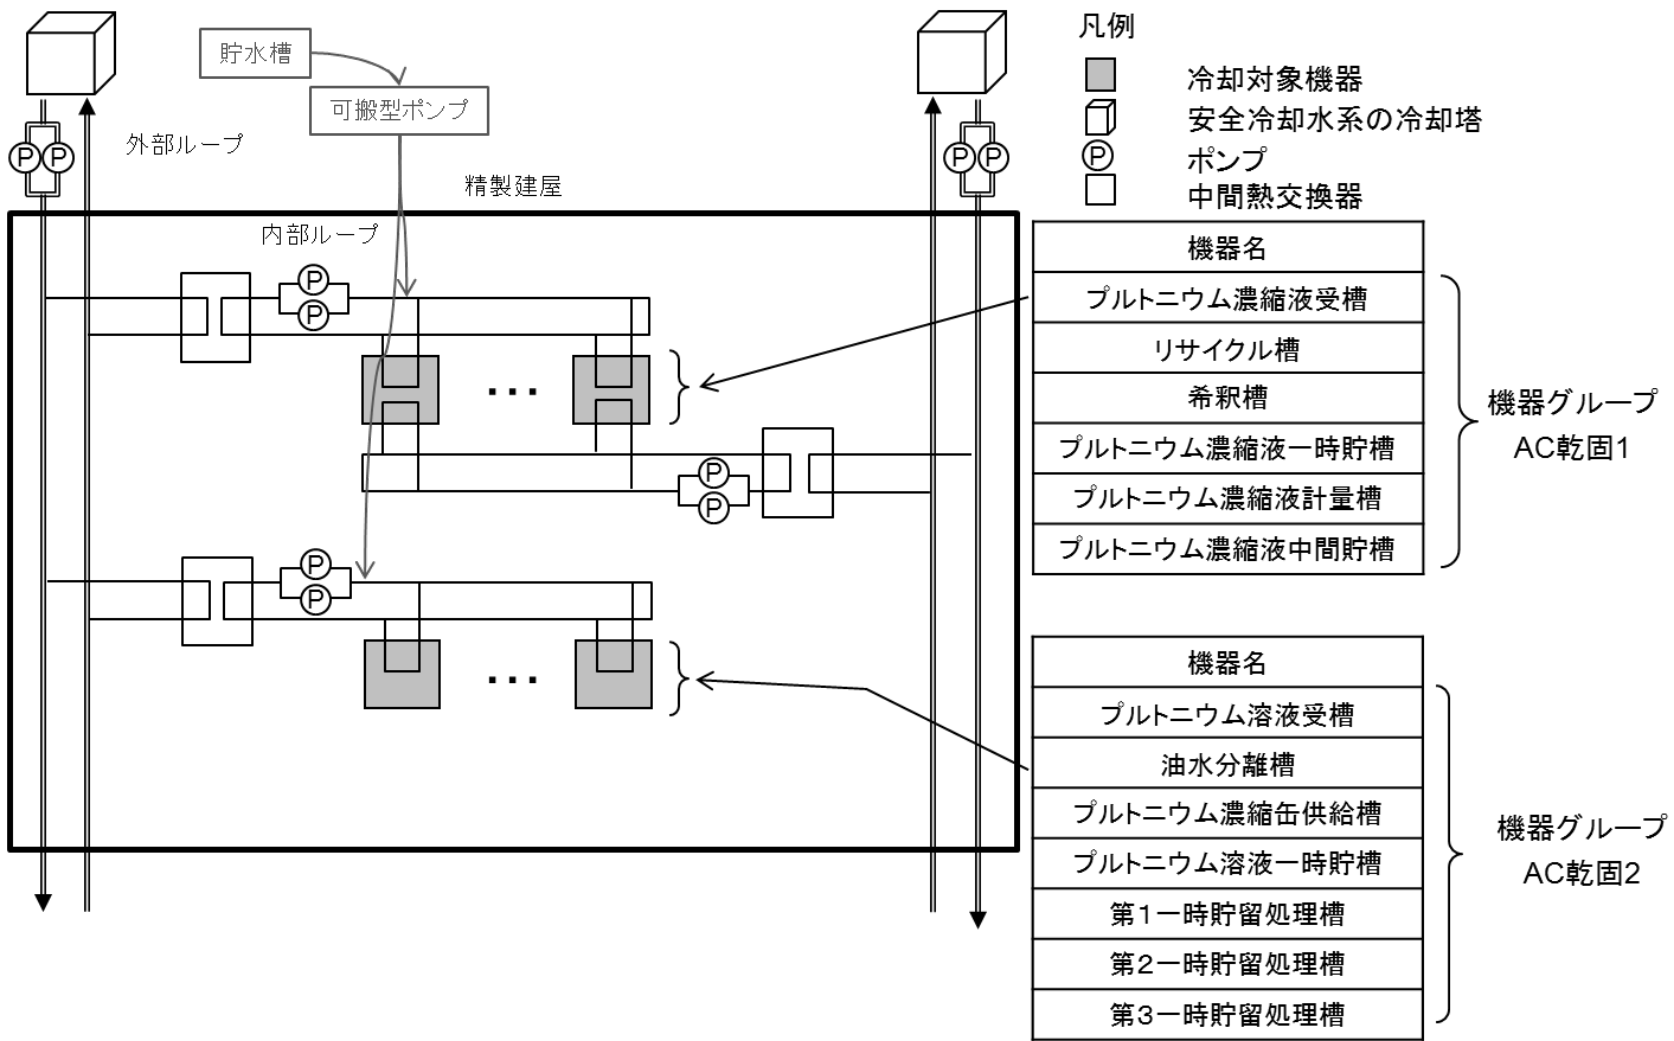 貯水槽
可搬型ポンプ
外部ループ
精製建屋
内部ループ
P
P
P
P
P
P
P
P
P
P
...
...
凡例
冷却対象機器
安全冷却水系の冷却塔
P
ポンプ
中間熱交換器
機器名
プルトニウム濃縮液受槽
リサイクル槽
希釈槽
プルトニウム濃縮液一時貯槽
プルトニウム濃縮液計量槽
プルトニウム濃縮液中間貯槽
機器グループ
AC乾固1
機器名
プルトニウム溶液受槽
油水分離槽
プルトニウム濃縮缶供給槽
プルトニウム溶液一時貯槽
第1一時貯留処理槽
第2一時貯留処理槽
第3一時貯留処理槽
機器グループ
AC乾固2